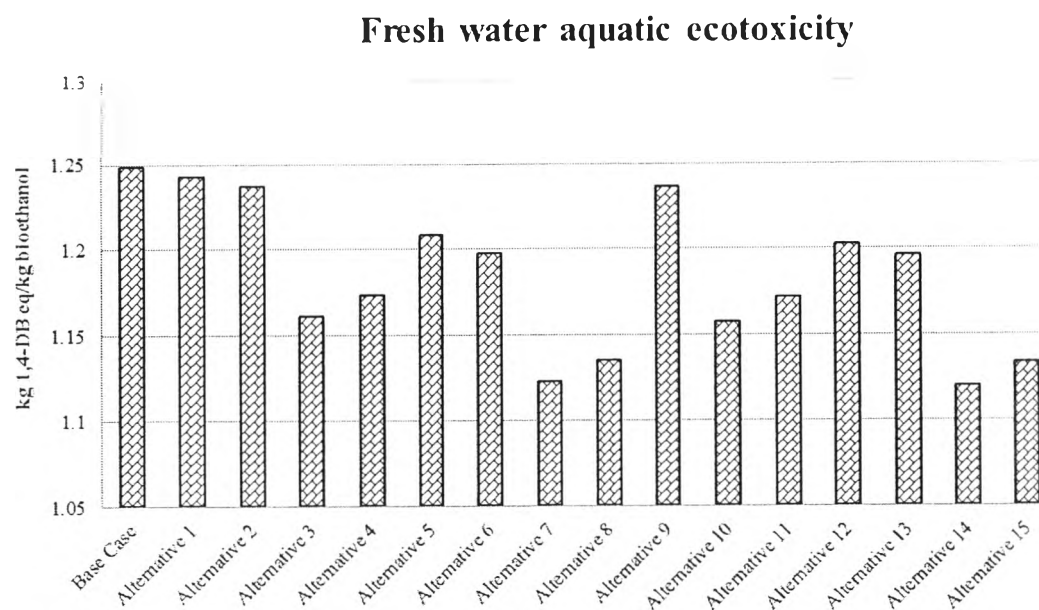 Fresh water aquatic ecotoxicity
kg 1,4-DB eq/kg bioethanol
1.3
1.25
1.2
1.15
1.1
1.05
Base Case
Alternative 1
Alternative 2
Alternative 3
Alternative 4
Alternative 5
Alternative 6
Alternative 7
Alternative 8
Alternative 9
Alternative 10
Alternative 11
Alternative 12
Alternative 13
Alternative 14
Alternative 15